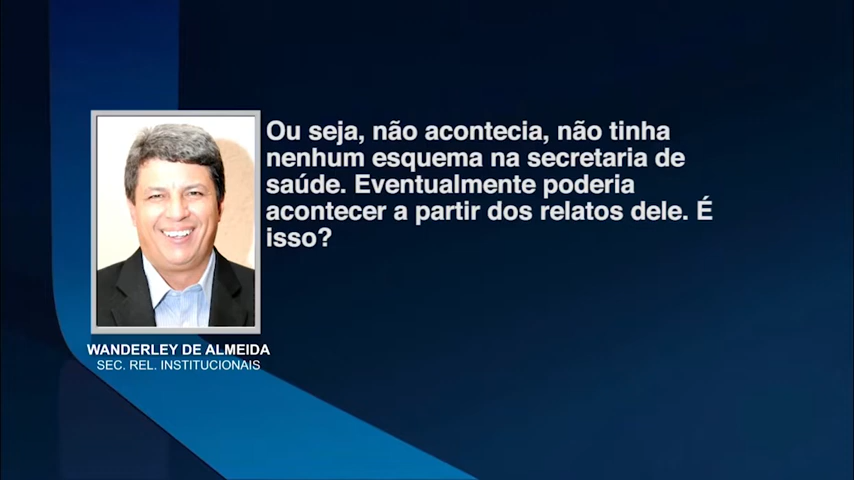 Ou seja, não acontecia, não tinha
nenhum esquema na secretaria de
saúde. Eventualmente poderia
acontecer a partir dos relatos dele. É
isso?
WANDERLEY DE ALMEIDA
SEC. REL. INSTITUCIONAIS